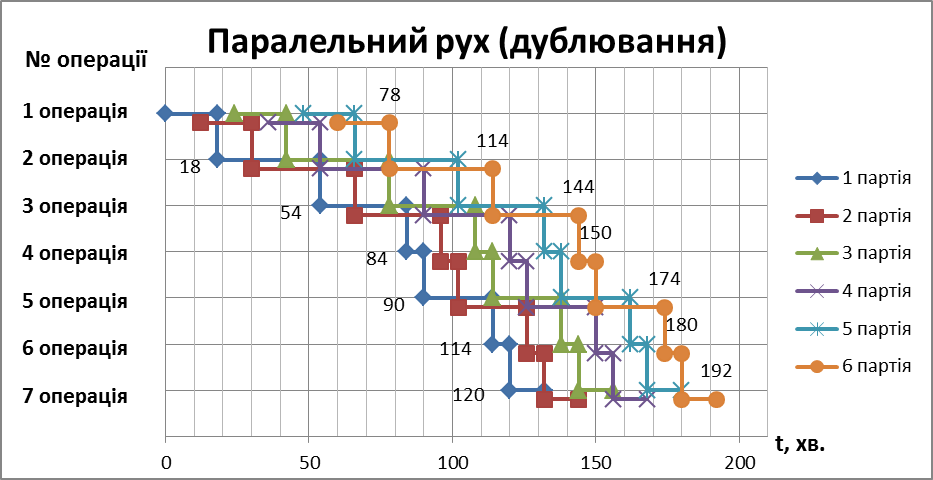 Паралельний рух (дублювання)
№ операції
1 операція
2 операція
3 операція
4 операція
5 операція
6 операція
7 операція
78
114
18
144
54
150
84
174
90
180
114
192
120
1 партія
2 партія
3 партія
4 партія
5 партія
6 партія
0 50 100 150 200
t, хв.